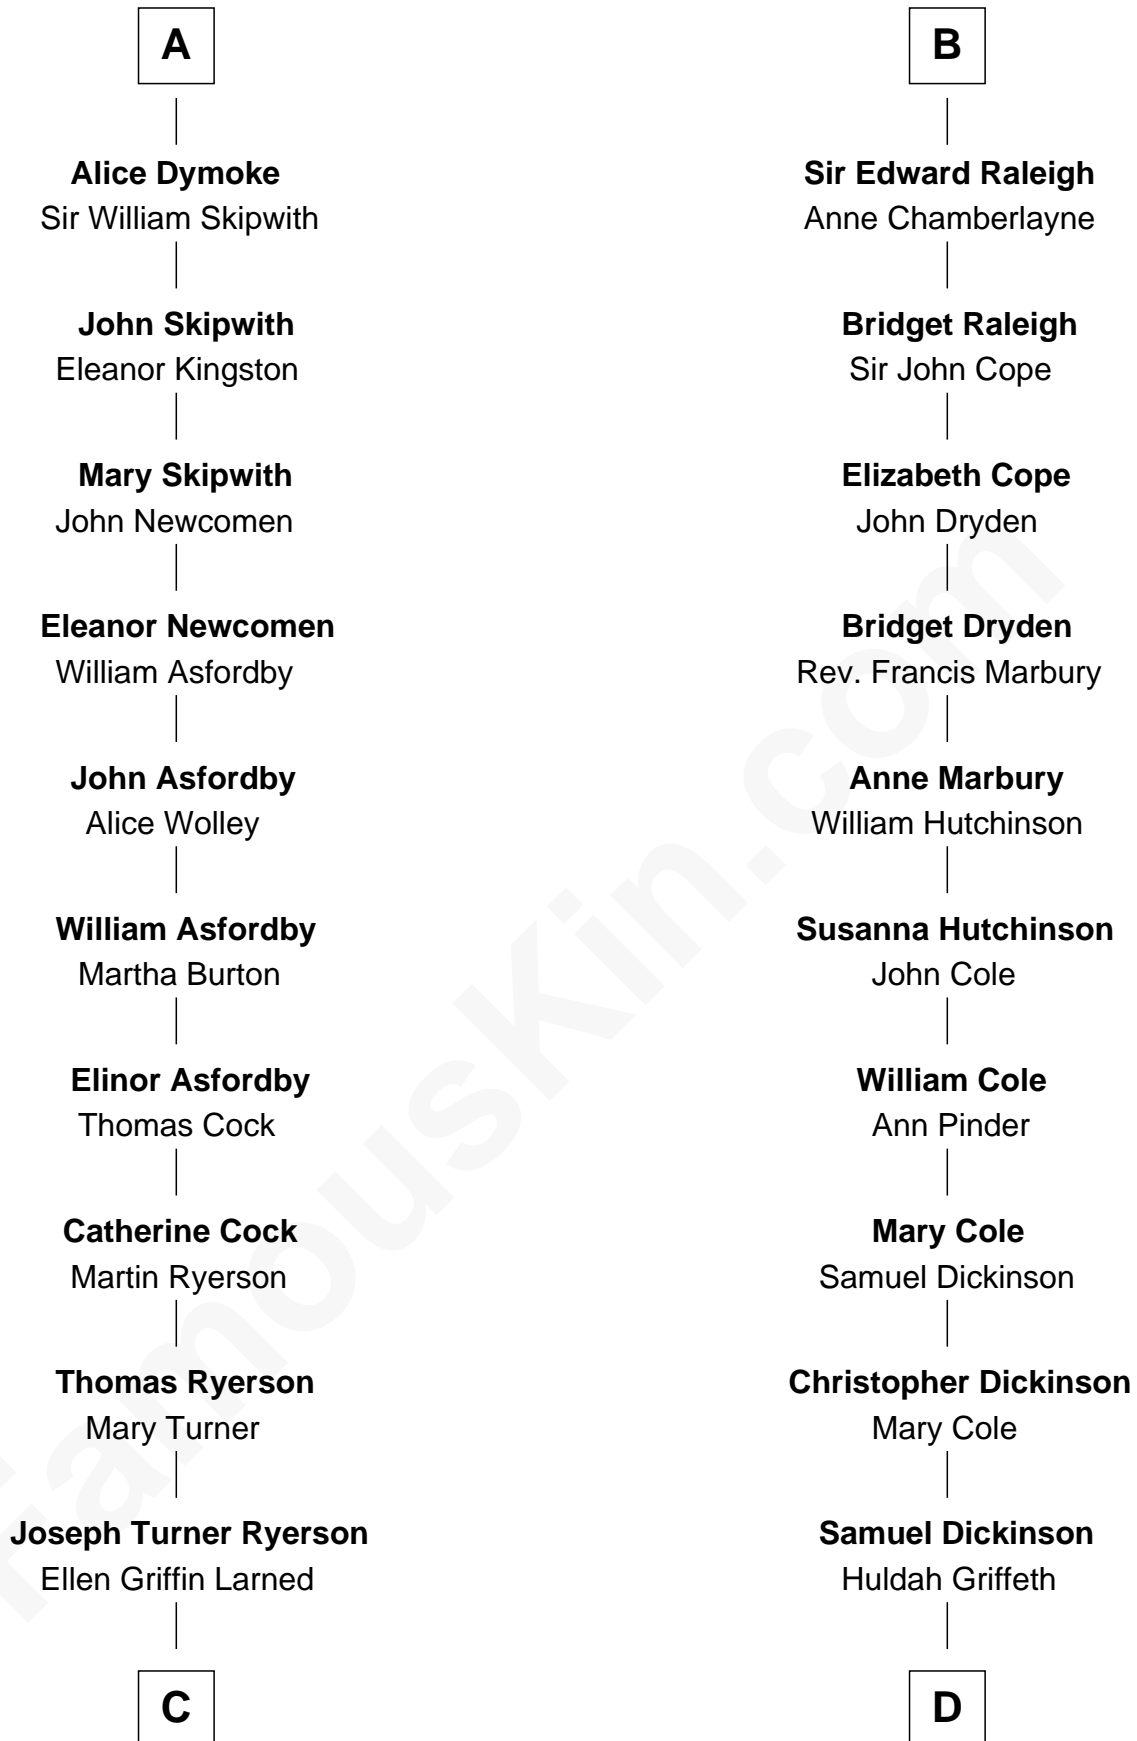 A
Alice Dymoke
Sir William Skipwith
John Skipwith
Eleanor Kingston
Mary Skipwith
John Newcomen
Eleanor Newcomen
William Asfordby
John Asfordby
Alice Wolley
William Asfordby
Martha Burton
Elinor Asfordby
Thomas Cock
Catherine Cock
Martin Ryerson
Thomas Ryerson
Mary Turner
Joseph Turner Ryerson
Ellen Griffin Larned
C
B
Sir Edward Raleigh
Anne Chamberlayne
Bridget Raleigh
Sir John Cope
Elizabeth Cope
John Dryden
Bridget Dryden
Rev. Francis Marbury
Anne Marbury
William Hutchinson
Susanna Hutchinson
John Cole
William Cole
Ann Pinder
Mary Cole
Samuel Dickinson
Christopher Dickinson
Mary Cole
Samuel Dickinson
Huldah Griffeth
D
FamousKin.com